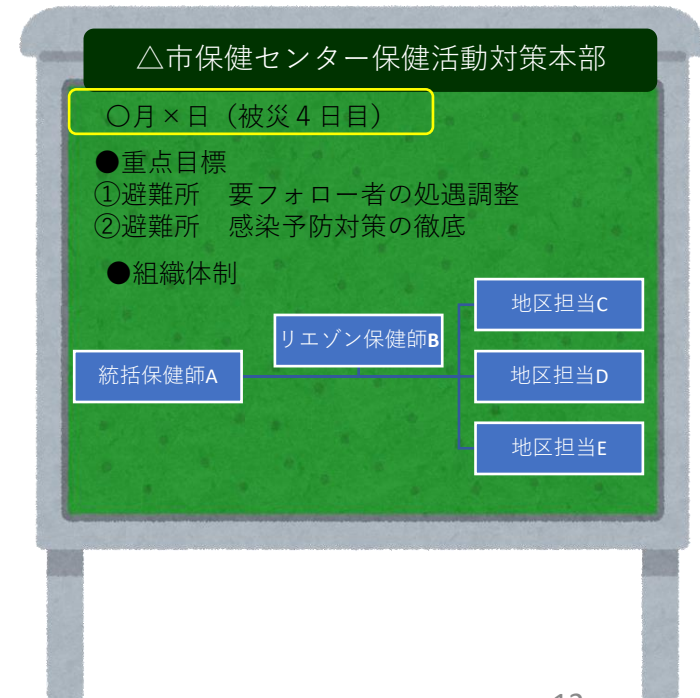 △市保健センター保健活動対策本部
〇月×日（被災４日目）
●重点目標
①避難所　要フォロー者の処遇調整
②避難所　感染予防対策の徹底
●組織体制
地区担当C
リエゾン保健師B
統括保健師A
地区担当D
地区担当E